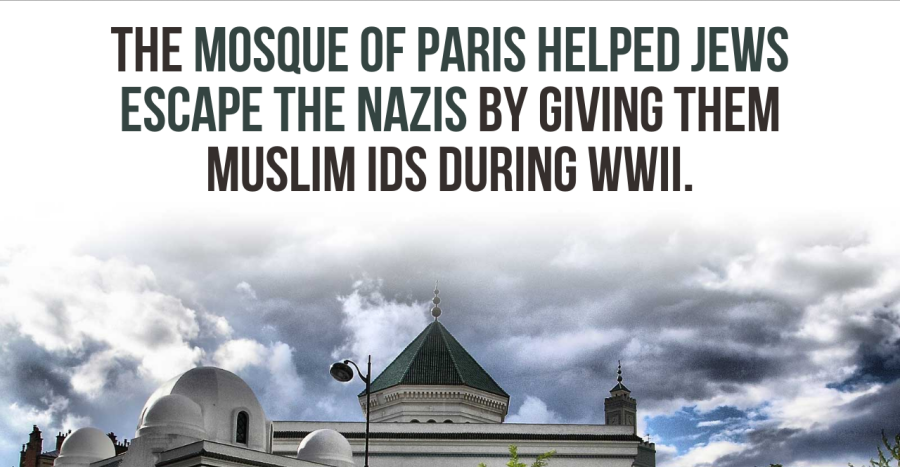 THE MOSQUE OF PARIS HELPED JEWS
ESCAPE THE NAZIS BY GIVING THEM
MUSLIM IDS DURING WWII.